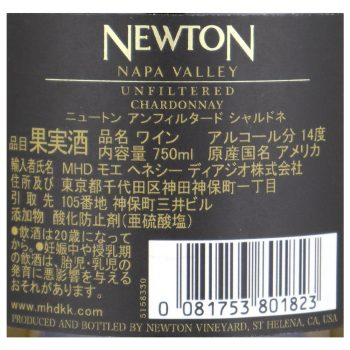 NEWTON
NAPA VALLEY
UNFILTERED
CHARDONNAY
ニュートン アンフィルタード シャルドネ
品目 果実酒 品名 ワイン アルコール分 14度
内容量 750ml 原産国名 アメリカ
輸入者氏名 MHD モエ ヘネシー ディアジオ株式会社
住所及び 東京都千代田区神田神保町一丁目
引取先 105番地 神保町三井ビル
添加物 酸化防止剤(亜硫酸塩)
●飲酒は20歳になって
から。●妊娠中や授乳期
の飲酒は、胎児・乳児の
発育に悪影響を与える
おそれがあります。
www.mhdkk.com
5158330
0 081753 801823
PRODUCED AND BOTTLED BY NEWTON VINEYARD, ST HELENA, CA, USA